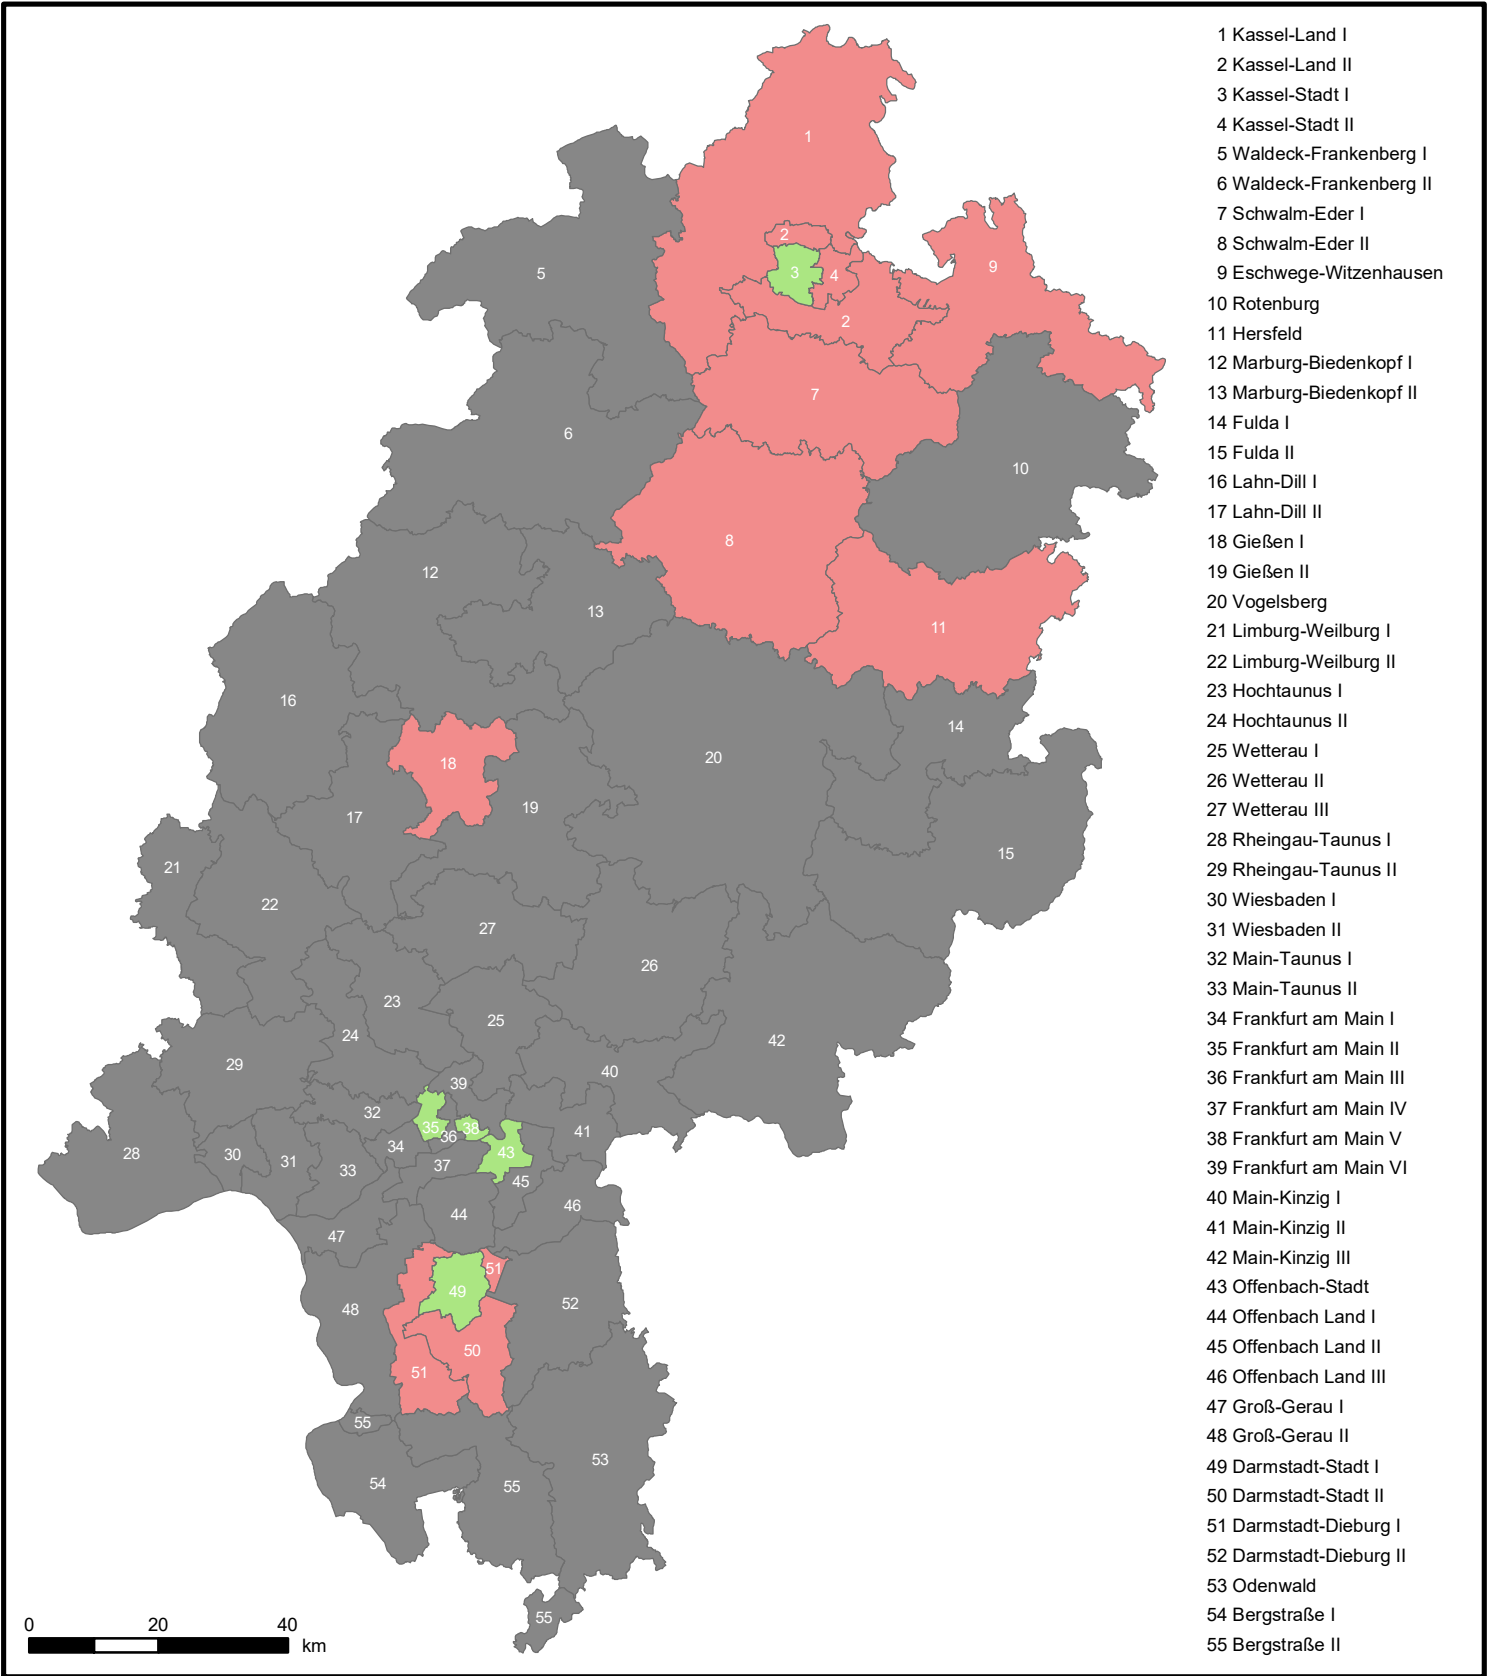 1 Kassel-Land I
2 Kassel-Land II
3 Kassel-Stadt I
4 Kassel-Stadt II
5 Waldeck-Frankenberg I
6 Waldeck-Frankenberg II
7 Schwalm-Eder I
8 Schwalm-Eder II
9 Eschwege-Witzenhausen
10 Rotenburg
11 Hersfeld
12 Marburg-Biedenkopf I
13 Marburg-Biedenkopf II
14 Fulda I
15 Fulda II
16 Lahn-Dill I
17 Lahn-Dill II
18 Gießen I
19 Gießen II
20 Vogelsberg
21 Limburg-Weilburg I
22 Limburg-Weilburg II
23 Hochtaunus I
24 Hochtaunus II
25 Wetterau I
26 Wetterau II
27 Wetterau III
28 Rheingau-Taunus I
29 Rheingau-Taunus II
30 Wiesbaden I
31 Wiesbaden II
32 Main-Taunus I
33 Main-Taunus II
34 Frankfurt am Main I
35 Frankfurt am Main II
36 Frankfurt am Main III
37 Frankfurt am Main IV
38 Frankfurt am Main V
39 Frankfurt am Main VI
40 Main-Kinzig I
41 Main-Kinzig II
42 Main-Kinzig III
43 Offenbach-Stadt
44 Offenbach Land I
45 Offenbach Land II
46 Offenbach Land III
47 Groß-Gerau I
48 Groß-Gerau II
49 Darmstadt-Stadt I
50 Darmstadt-Stadt II
51 Darmstadt-Dieburg I
52 Darmstadt-Dieburg II
53 Odenwald
54 Bergstraße I
55 Bergstraße II
1
2
3
4
5
9
2
7
6
10
8
12
13
11
16
14
18
20
19
17
15
21
22
27
26
23
25
24
42
29
40
39
32
35
38
36
41
34
43
28
30
31
33
37
45
46
44
47
51
49
52
48
50
51
55
53
54
55
55
0 20 40
km